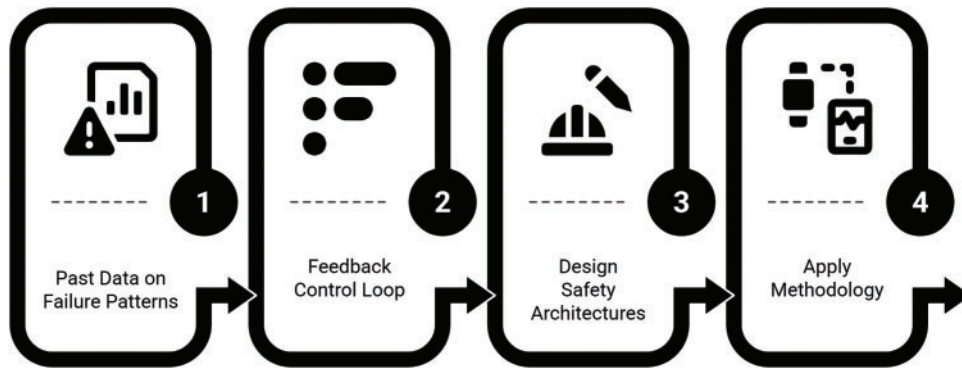 1
Past Data on
Failure Patterns
2
Feedback
Control Loop
3
Design
Safety
Architectures
4
Apply
Methodology